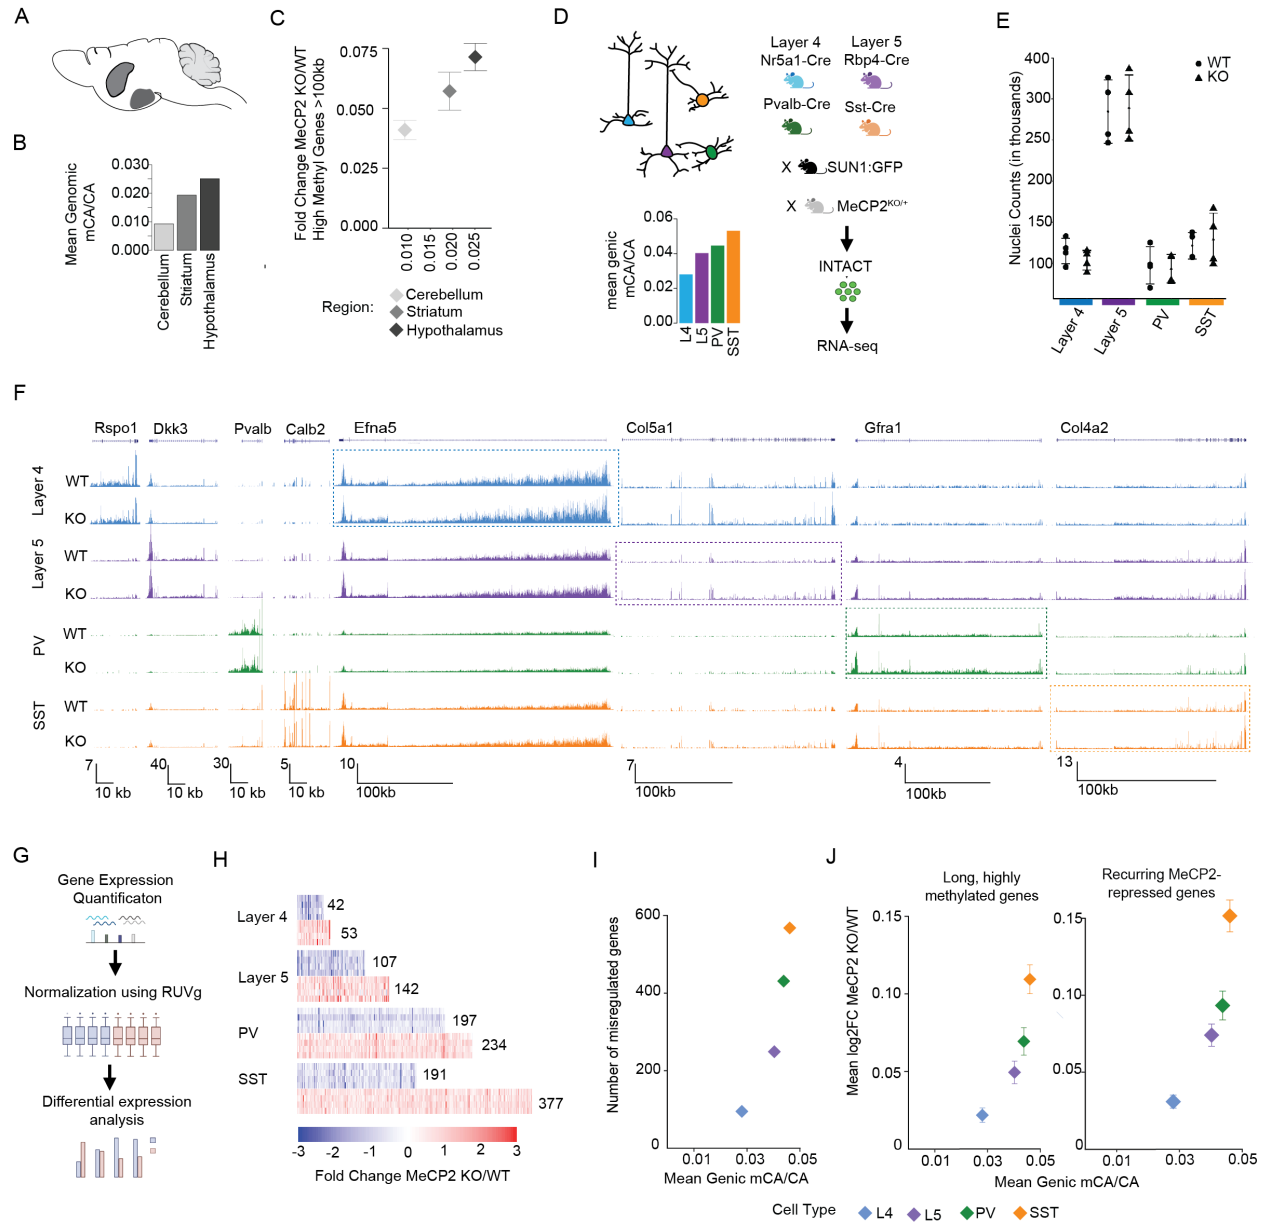 A
B
Mean Genomic
mCA/CA
0.030
0.020
0.010
0.000
Cerebellum
Striatum
Hypothalamus
C
Fold Change MeCP2 KO/WT
High Methyl Genes >100kb
0.075
0.050
0.025
0.000
0.010
0.015
0.020
0.025
Region:
Cerebellum
Striatum
Hypothalamus
D
Layer 4
Nr5a1-Cre
Layer 5
Rbp4-Cre
Pvalb-Cre
Sst-Cre
X SUN1:GFP
X MeCP2KO/+
INTACT
RNA-seq
mean genic
mCA/CA
0.06
0.04
0.02
0.00
L4
L5
PV
SST
E
Nuclei Counts (in thousands)
400
300
250
200
150
100
WT
KO
Layer 4
Layer 5
PV
SST
F
Rspo1 Dkk3 Pvalb Calb2 Efna5 Col5a1 Gfra1 Col4a2
Layer 4
WT
KO
Layer 5
WT
KO
PV
WT
KO
SST
WT
KO
7 40 30 5 10 7 4 13
10 kb 10 kb 10 kb 10 kb 100kb 100kb 100kb 100kb
G
Gene Expression
Quantificaton
Normalization using RUVg
Differential expression
analysis
H
Layer 4
42
53
Layer 5
107
142
PV
197
234
SST
191
377
-3 -2 -1 0 1 2 3
Fold Change MeCP2 KO/WT
I
Number of misregulated genes
600
400
200
0
0.01 0.03 0.05
Mean Genic mCA/CA
J
Long, highly
methylated genes
Recurring MeCP2-
repressed genes
Mean log2FC MeCP2 KO/WT
0.15
0.10
0.05
0
0.01 0.03 0.05
0.15
0.10
0.05
0
0.01 0.03 0.05
Mean Genic mCA/CA
Cell Type L4 L5 PV SST